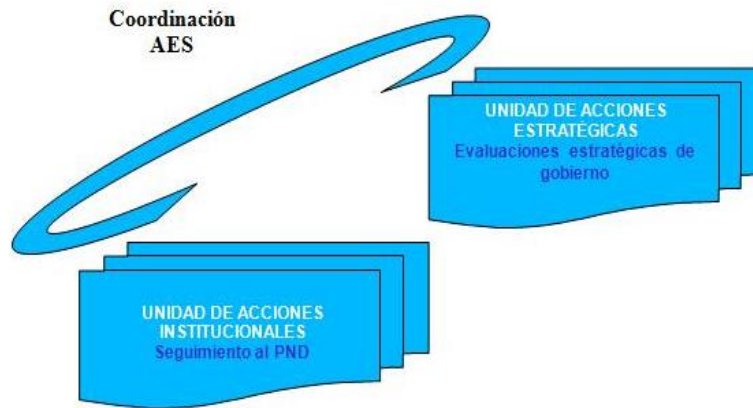 Coordinación
AES
UNIDAD DE ACCIONES
ESTRATÉGICAS
Evaluaciones estratégicas de
gobierno
UNIDAD DE ACCIONES
INSTITUCIONALES
Seguimiento al PND